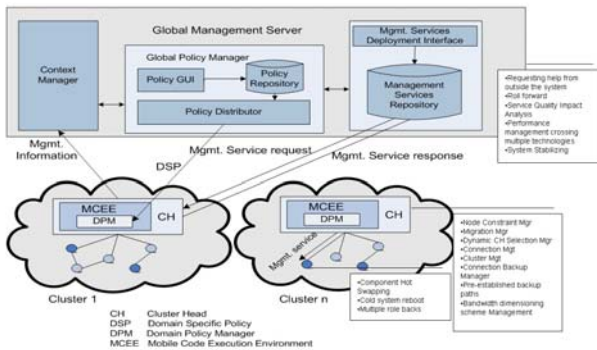 Global Management Server
Context
Manager
Global Policy Manager
Policy GUI
Policy
Repository
Policy Distributor
Mgmt. Services
Deployment Interface
Management
Services
Repository
•Requesting help from
outside the system
•Roll forward
•Service Quality Impact
Analysis
•Performance
management crossing
multiple technologies
•System Stabilizing
Mgmt.
Information
DSP
Mgmt. Service request
Mgmt. Service response
MCEE
DPM
CH
Cluster 1
MCEE
DPM
CH
Mgmt. service
Cluster n
•Node Constraint Mgr
•Migration Mgr
•Dynamic CH Selection Mgr
•Connection Mgt
•Cluster Mgt
•Connection Backup
Manager
•Pre-established backup
paths
•Bandwidth dimensioning
scheme Management
•Component Hot
Swapping
•Cold system reboot
•Multiple role backs
CH Cluster Head
DSP Domain Specific Policy
DPM Domain Policy Manager
MCEE Mobile Code Execution Environment